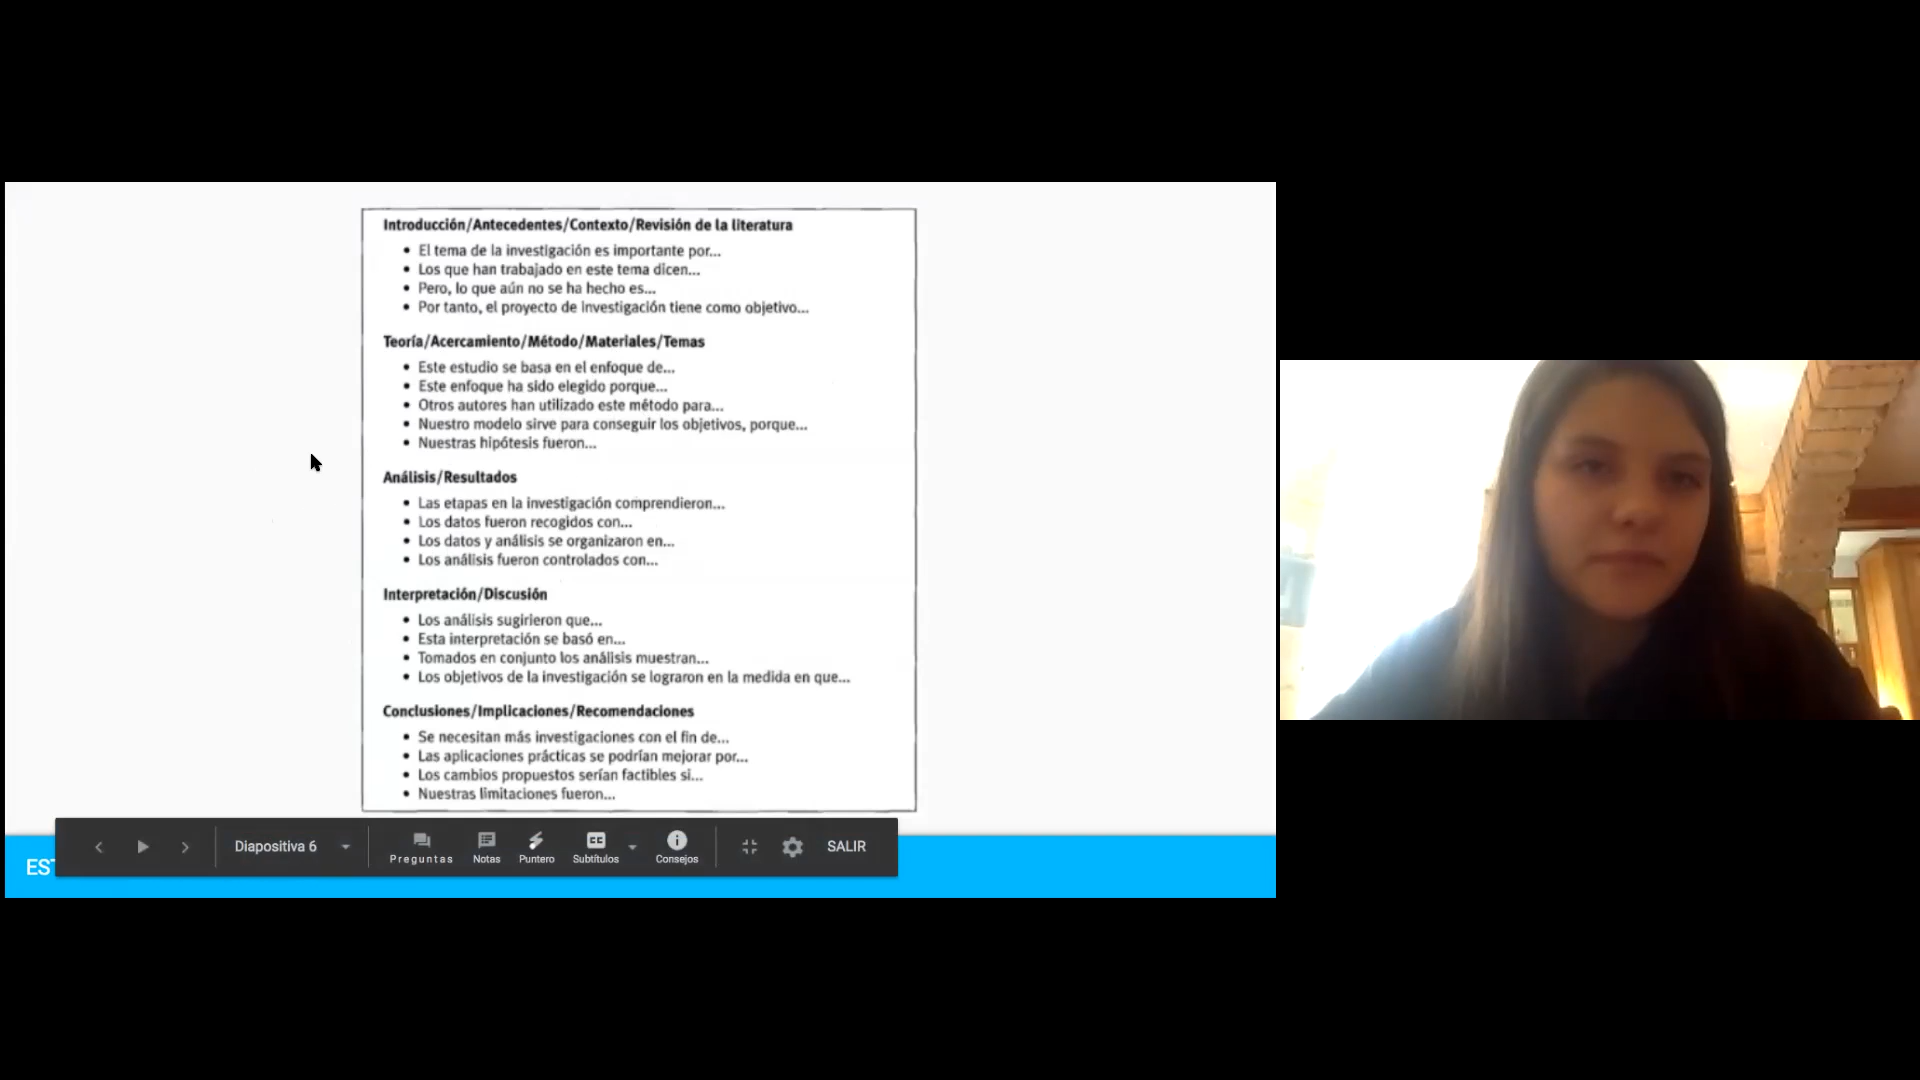 Introducción/Antecedentes/Contexto/Revisión de la literatura
• El tema de la investigación es importante por...
• Los que han trabajado en este tema dicen...
• Pero, lo que aún no se ha hecho es...
• Por tanto, el proyecto de investigación tiene como objetivo...
Teoría/Acercamiento/Método/Materiales/Temas
• Este estudio se basa en el enfoque de...
• Este enfoque ha sido elegido porque...
• Otros autores han utilizado este método para...
• Nuestro modelo sirve para conseguir los objetivos, porque...
• Nuestras hipótesis fueron...
Análisis/Resultados
• Las etapas en la investigación comprendieron...
• Los datos fueron recogidos con...
• Los datos y análisis se organizaron en...
• Los análisis fueron controlados con...
Interpretación/Discusión
• Los análisis sugirieron que...
• Esta interpretación se basó en...
• Tomados en conjunto los análisis muestran...
• Los objetivos de la investigación se lograron en la medida en que...
Conclusiones/Implicaciones/Recomendaciones
• Se necesitan más investigaciones con el fin de...
• Las aplicaciones prácticas se podrían mejorar por...
• Los cambios propuestos serían factibles si...
• Nuestras limitaciones fueron...
EST
Diapositiva 6
Preguntas
Notas
Puntero
Subtítulos
Consejos
SALIR